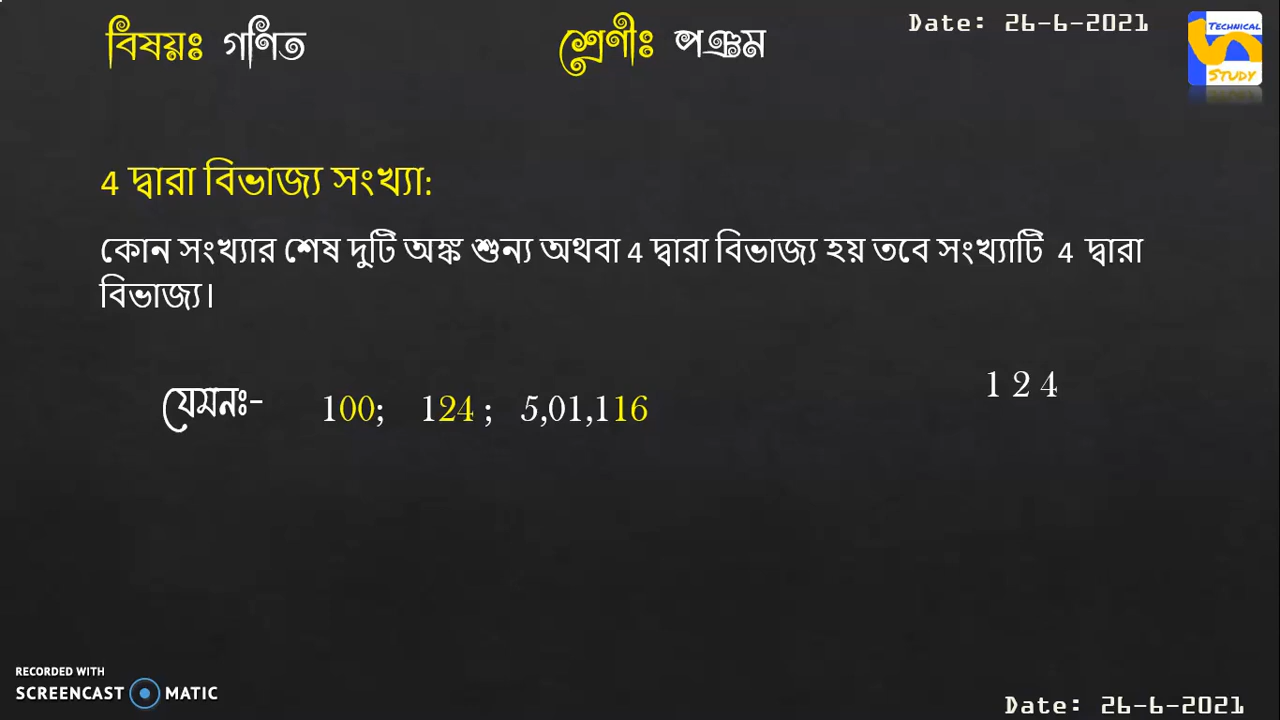 বিষয়ঃ গণিত
শ্রেণীঃ পঞ্চম
Date: 26-6-2021
TECHNICAL
STUDY
4 দ্বারা বিভাজ্য সংখ্যা:
কোন সংখ্যার শেষ দুটি অঙ্ক শুন্য অথবা 4 দ্বারা বিভাজ্য হয় তবে সংখ্যাটি 4 দ্বারা
বিভাজ্য।
যেমনঃ- 100; 124 ; 5,01,116
1 2 4
RECORDED WITH
SCREENCAST MATIC
Date: 26-6-2021